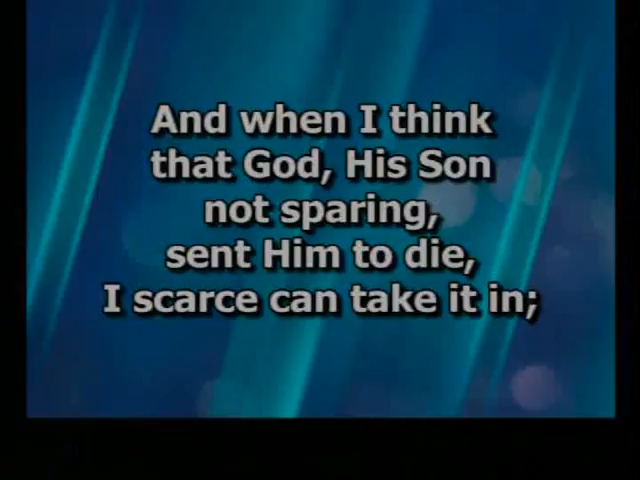 And when I think
that God, His Son
not sparing,
sent Him to die,
I scarce can take it in;